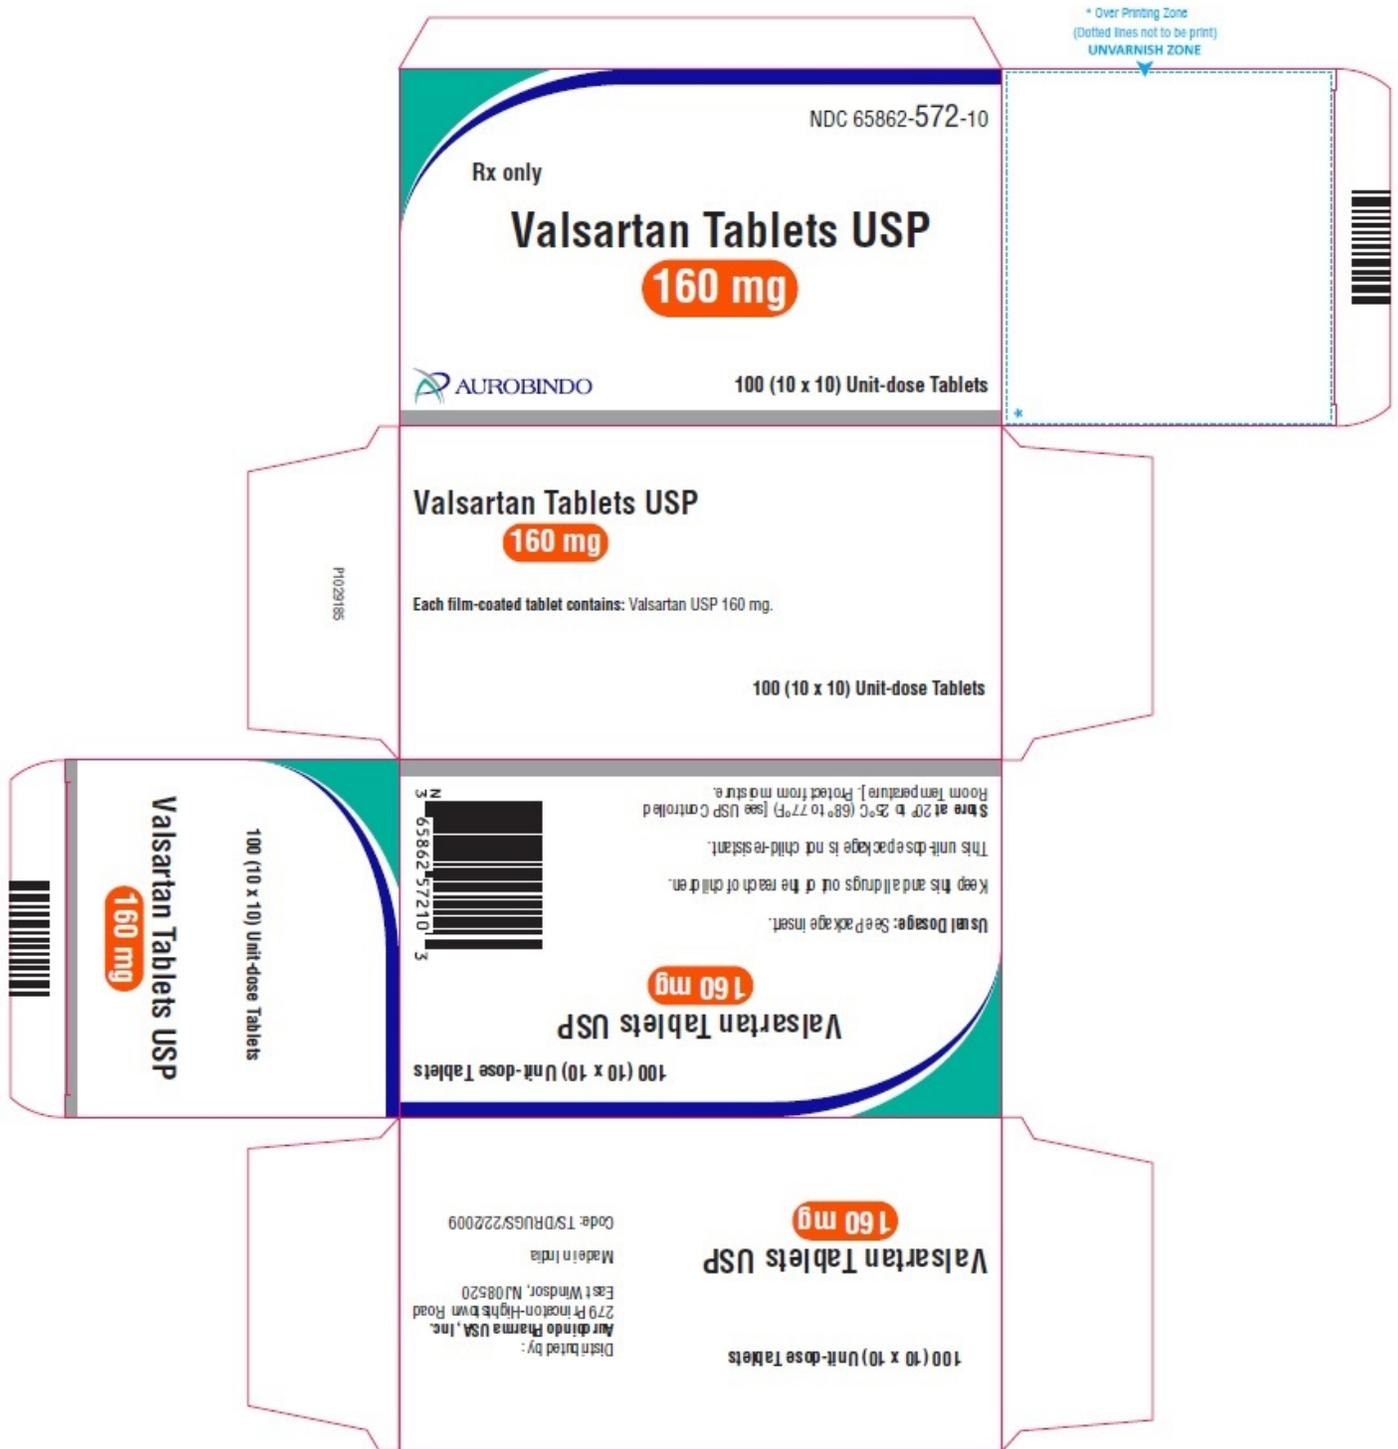 * Over Printing Zone
(Dotted lines not to be print)
UNVARNISH ZONE
NDC 65862-572-10
Rx only
Valsartan Tablets USP
160 mg
AUROBINDO
100 (10 x 10) Unit-dose Tablets
*
Valsartan Tablets USP
160 mg
Each film-coated tablet contains: Valsartan USP 160 mg.
100 (10 x 10) Unit-dose Tablets
P1029185
Valsartan Tablets USP
160 mg
100 (10 x 10) Unit-dose Tablets
100 (10 x 10) Unit-dose Tablets
Valsartan Tablets USP
160 mg
Usual Dosage: See Package insert.
Keep this and all drugs out of the reach of children.
This unit-dose package is not child-resistant.
Store at 20° to 25°C (68° to 77°F) [see USP Controlled
Room Temperature]. Protect from moisture.
N
3 65862 57210 3
100 (10 x 10) Unit-dose Tablets
Valsartan Tablets USP
160 mg
Distributed by:
Aurobindo Pharma USA, Inc.
279 Princeton-Hightstown Road
East Windsor, NJ 08520
Made in India
Code: TS/DRUGS/22/2009